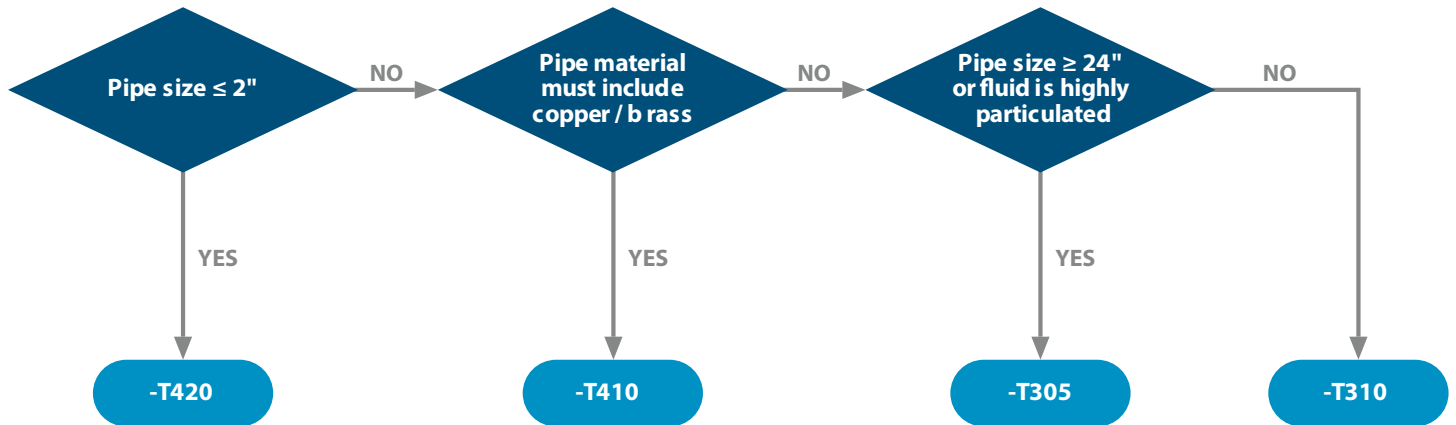 Pipe size ≤ 2"
NO
Pipe material
must include
copper / b rass
NO
Pipe size ≥ 24"
or fluid is highly
particulated
NO
YES
YES
YES
-T420
-T410
-T305
-T310